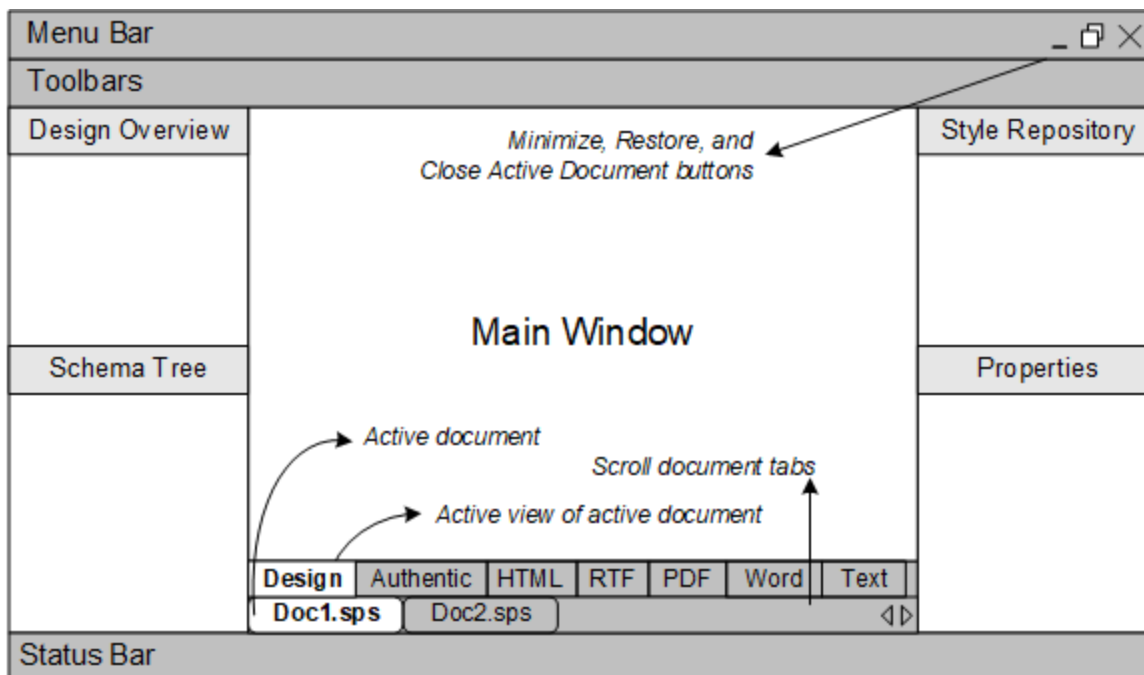 Menu Bar
Toolbars
Design Overview
Style Repository
Minimize, Restore, and
Close Active Document buttons
Main Window
Schema Tree
Properties
Active document
Scroll document tabs
Active view of active document
Design Authentic HTML RTF PDF Word Text
Doc1.sps Doc2.sps
Status Bar